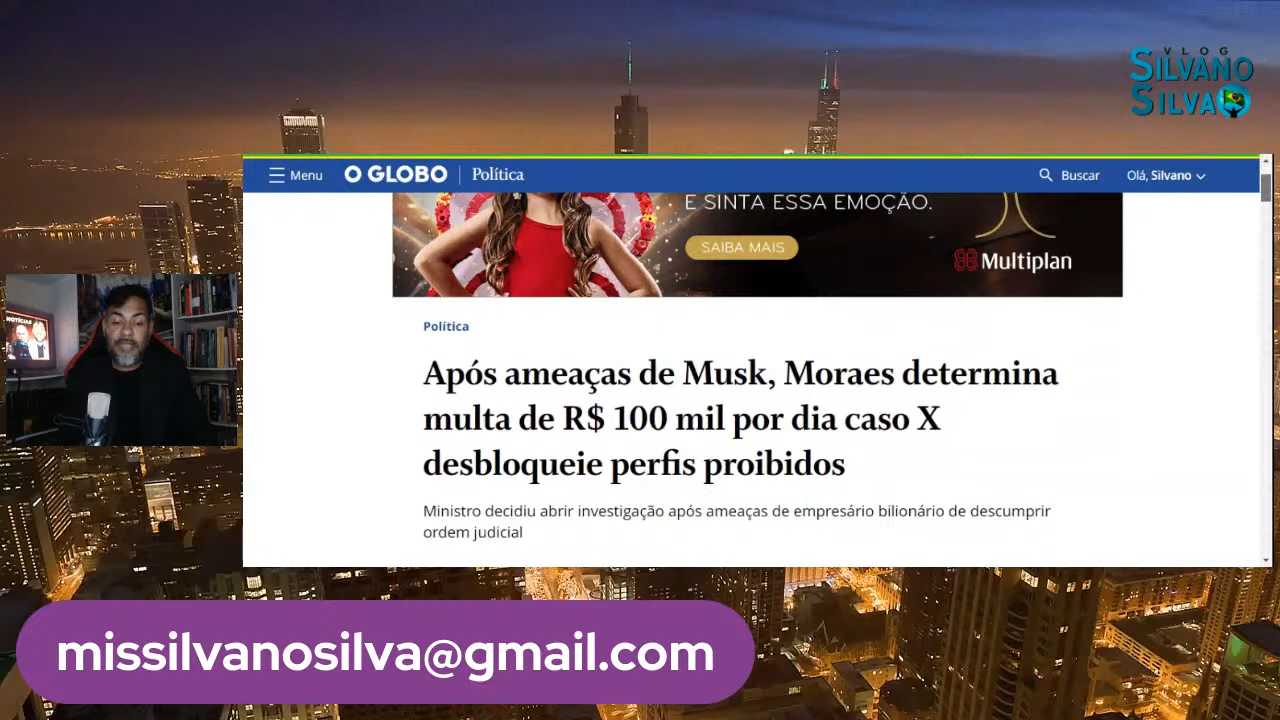 VLOG
SILVANO
SILVA
Menu
O GLOBO
Política
Buscar
Olá, Silvano
E SINTA ESSA EMOÇÃO.
SAIBA MAIS
Multiplan
NOTÍCIAS
Política
Após ameaças de Musk, Moraes determina
multa de R$ 100 mil por dia caso X
desbloqueie perfis proibidos
Ministro decidiu abrir investigação após ameaças de empresário bilionário de descumprir
ordem judicial
missilvanosilva@gmail.com